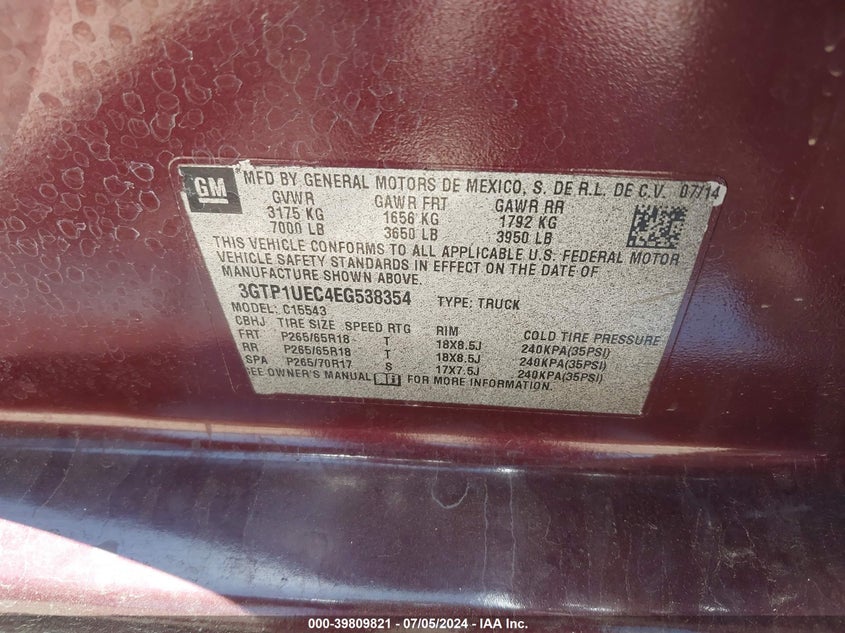 GM
MFD BY GENERAL MOTORS DE MEXICO, S. DE R.L. DE C.V. 07/14
GVWR GAWR FRT GAWR RR
3175 KG 1656 KG 1792 KG
7000 LB 3650 LB 3950 LB
THIS VEHICLE CONFORMS TO ALL APPLICABLE U.S. FEDERAL MOTOR
VEHICLE SAFETY STANDARDS IN EFFECT ON THE DATE OF
MANUFACTURE SHOWN ABOVE.
3GTP1UEC4EG538354 TYPE: TRUCK
MODEL: C15543
CBHJ TIRE SIZE SPEED RTG RIM COLD TIRE PRESSURE
FRT P265/65R18 T 18X8.5J 240KPA(35PSI)
RR P265/65R18 T 18X8.5J 240KPA(35PSI)
SPA P265/70R17 S 17X7.5J 240KPA(35PSI)
SEE OWNER'S MANUAL FOR MORE INFORMATION.
000-39809821 - 07/05/2024 - IAA Inc.